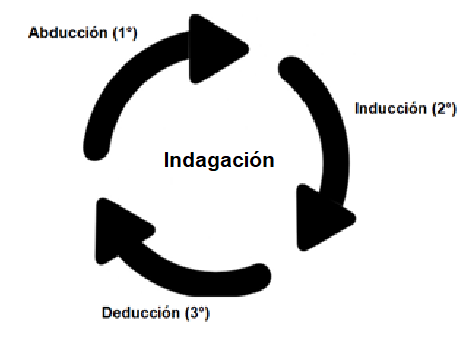 Abducción (1°)
Inducción (2°)
Indagación
Deducción (3°)